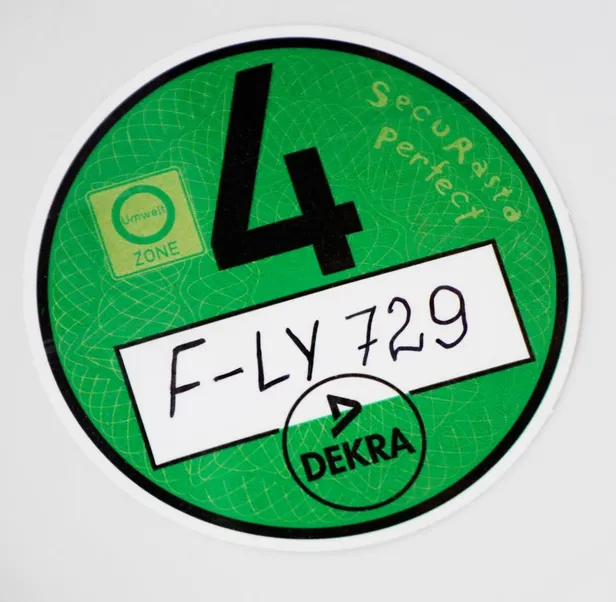 4
SecuRasta
perfect
Umwelt
ZONE
F-LY 729
DEKRA